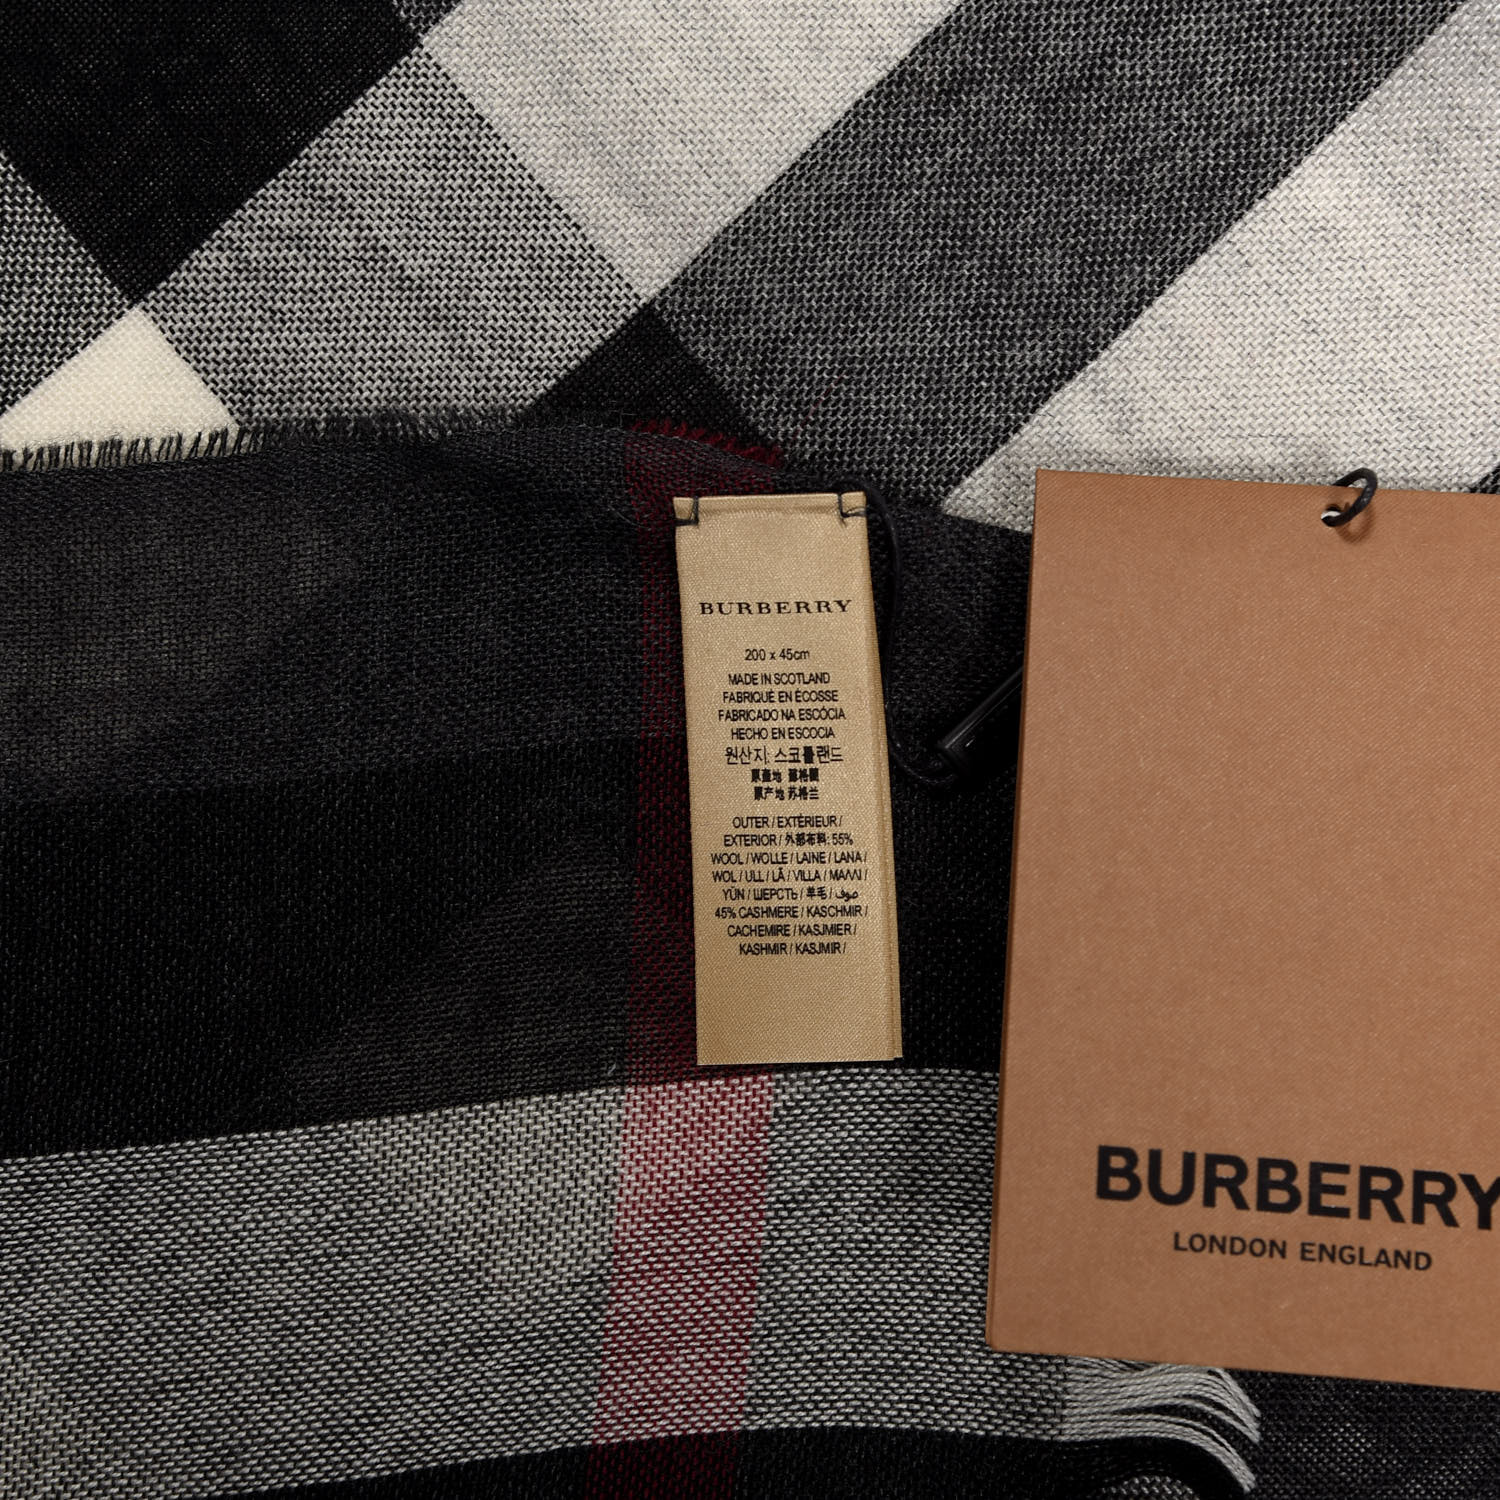 BURBERRY
200 x 45cm
MADE IN SCOTLAND
FABRIQUÉ EN ÉCOSSE
FABRICADO NA ESCÓCIA
HECHO EN ESCOCIA
원산지: 스코틀랜드
原產地 蘇格蘭
原产地 苏格兰
OUTER / EXTÉRIEUR /
EXTERIOR / 外部布料: 55%
WOOL / WOLLE / LAINE / LANA /
WOL / ULL / LÃ / VILLA / ΜΑΛΛΙ /
YÜN / ШЕРСТЬ / 羊毛 / صوف
45% CASHMERE / KASCHMIR /
CACHEMIRE / KASJMIER /
KASHMIR / KASJMIR /
BURBERRY
LONDON ENGLAND